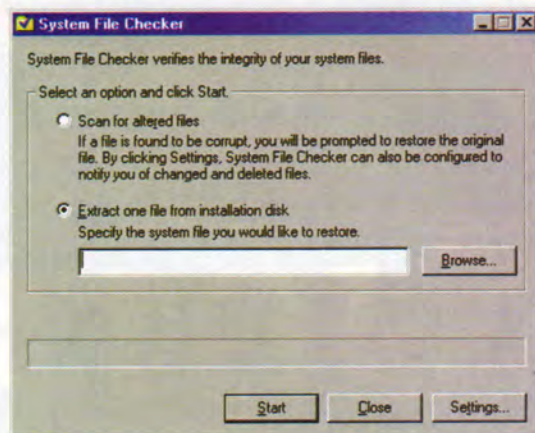 System File Checker
System File Checker verifies the integrity of your system files.
Select an option and click Start.
Scan for altered files
If a file is found to be corrupt, you will be prompted to restore the original
file. By clicking Settings, System File Checker can also be configured to
notify you of changed and deleted files.
Extract one file from installation disk
Specify the system file you would like to restore.
Browse...
Start
Close
Settings...